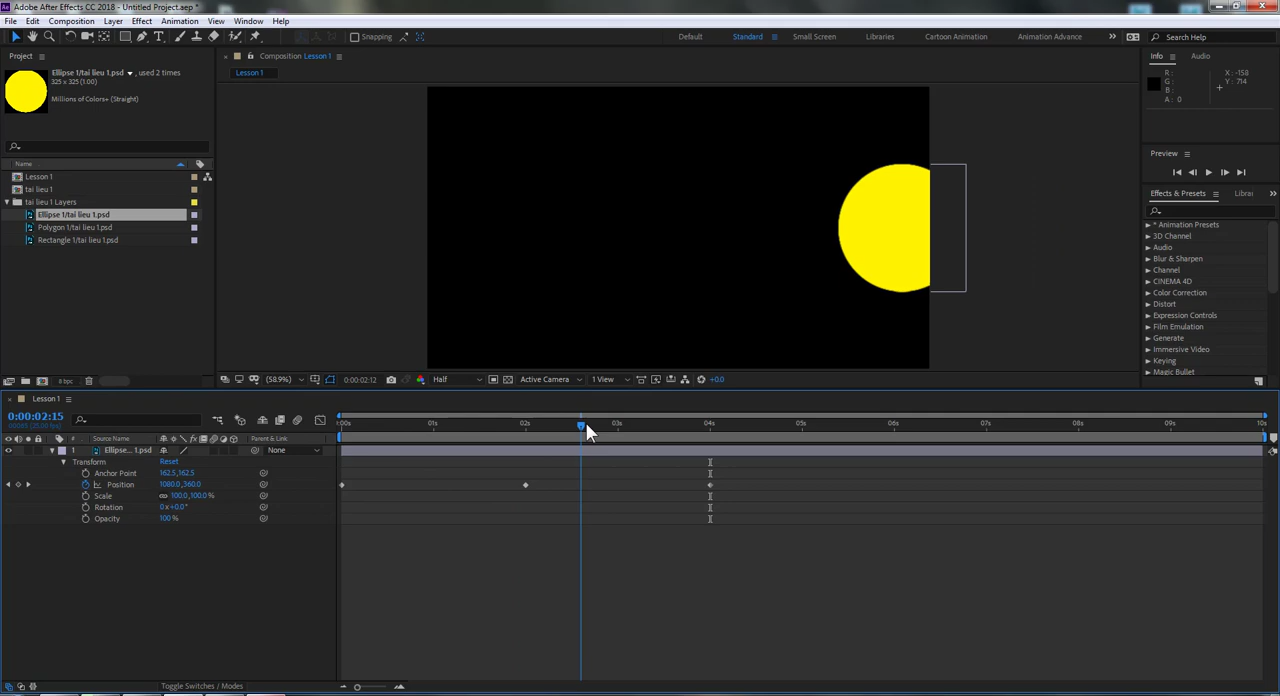 Adobe After Effects CC 2018 - Untitled Project.aep *
File Edit Composition Layer Effect Animation View Window Help
Snapping Default Standard Small Screen Libraries Cartoon Animation Animation Advance Search Help
Project
Ellipse 1/tai lieu 1.psd , used 2 times
325 x 325 (1.00)
Millions of Colors+ (Straight)
Name
Lesson 1
tai lieu 1
tai lieu 1 Layers
Ellipse 1/tai lieu 1.psd
Polygon 1/tai lieu 1.psd
Rectangle 1/tai lieu 1.psd
8 bpc
Composition Lesson 1
Lesson 1
(58.9%) 0:00:02:12 Half Active Camera 1 View +0.0
Info Audio
R : X : -158
G : Y : 714
B :
A : 0
Preview
Effects & Presets Librar
* Animation Presets
3D Channel
Audio
Blur & Sharpen
Channel
CINEMA 4D
Color Correction
Distort
Expression Controls
Film Emulation
Generate
Immersive Video
Keying
Magic Bullet
Lesson 1
0:00:02:15
:00s 01s 02s 03s 04s 05s 06s 07s 08s 09s 10s
# Source Name Parent & Link
1 Ellipse... 1.psd None
Transform Reset
Anchor Point 162.5,162.5
Position 1080.0,360.0
Scale 100.0,100.0 %
Rotation 0 x +0.0 °
Opacity 100 %
Toggle Switches / Modes